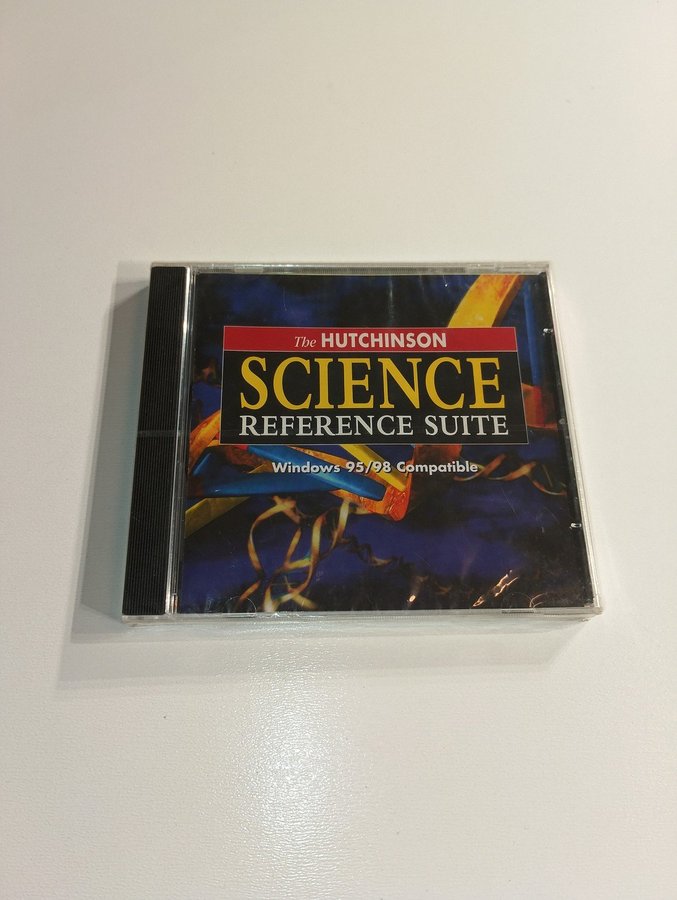 The HUTCHINSON
SCIENCE
REFERENCE SUITE
Windows 95/98 Compatible